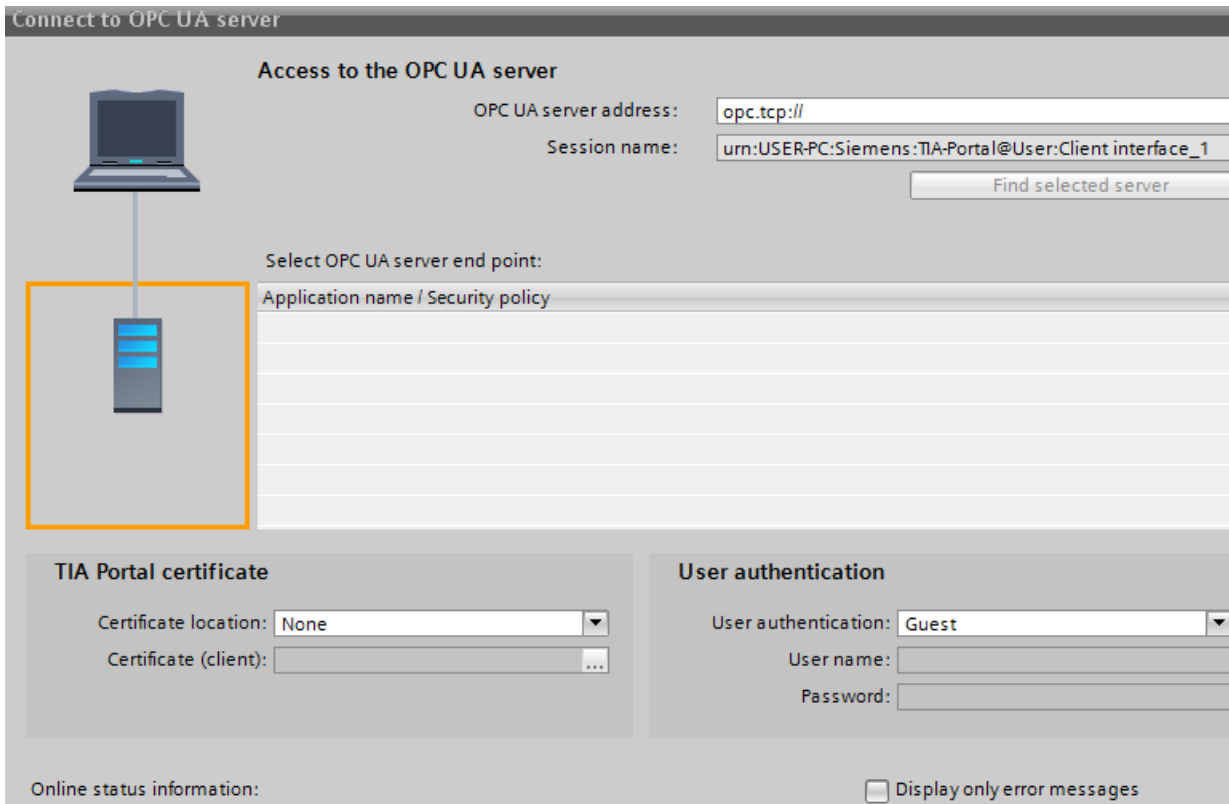 Connect to OPC UA server
Access to the OPC UA server
OPC UA server address: opc.tcp://
Session name: urn:USER-PC:Siemens:TIA-Portal@User:Client interface_1
Find selected server
Select OPC UA server end point:
Application name / Security policy
TIA Portal certificate
Certificate location: None
Certificate (client): ...
User authentication
User authentication: Guest
User name:
Password:
Online status information:
Display only error messages